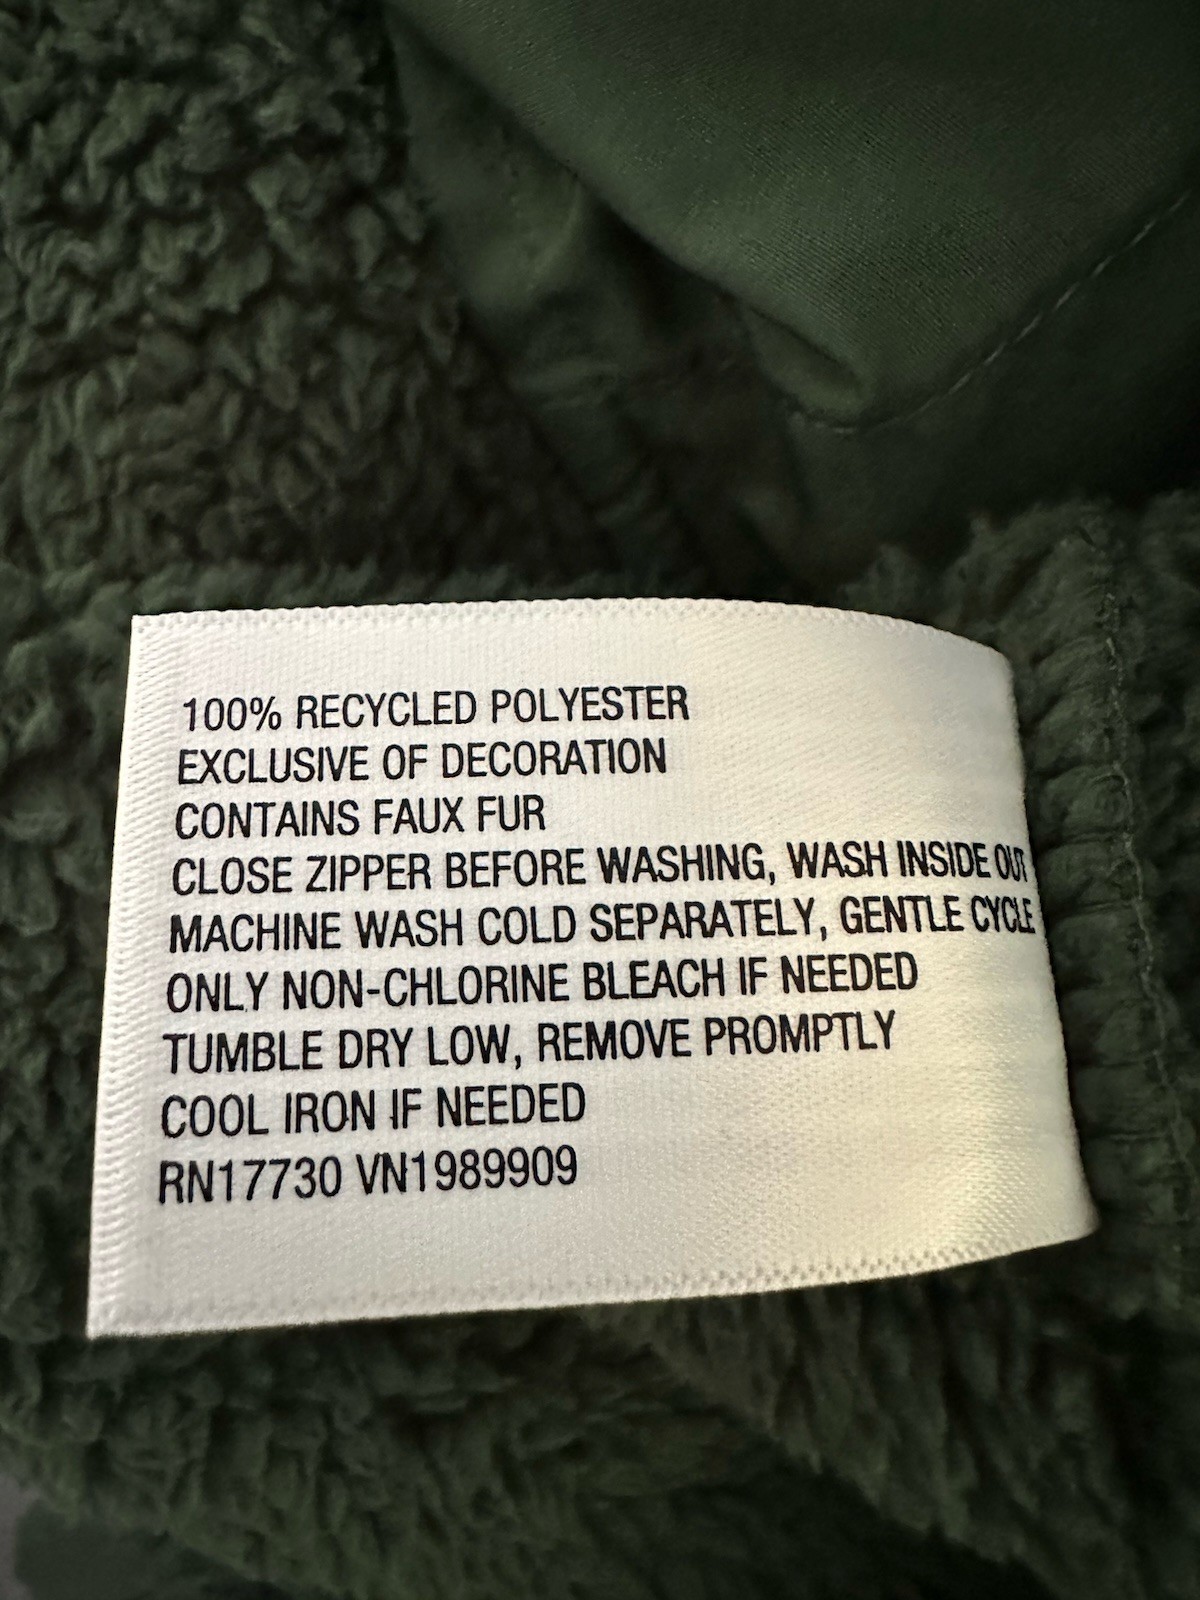 100% RECYCLED POLYESTER
EXCLUSIVE OF DECORATION
CONTAINS FAUX FUR
CLOSE ZIPPER BEFORE WASHING, WASH INSIDE OUT
MACHINE WASH COLD SEPARATELY, GENTLE CYCLE
ONLY NON-CHLORINE BLEACH IF NEEDED
TUMBLE DRY LOW, REMOVE PROMPTLY
COOL IRON IF NEEDED
RN17730 VN1989909